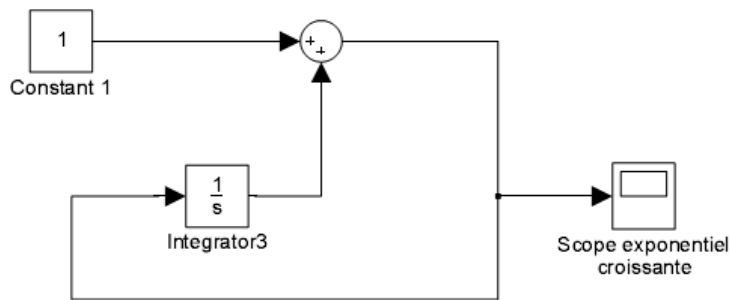 1
Constant 1
+
+
1
s
Integrator3
Scope exponentiel
croissante